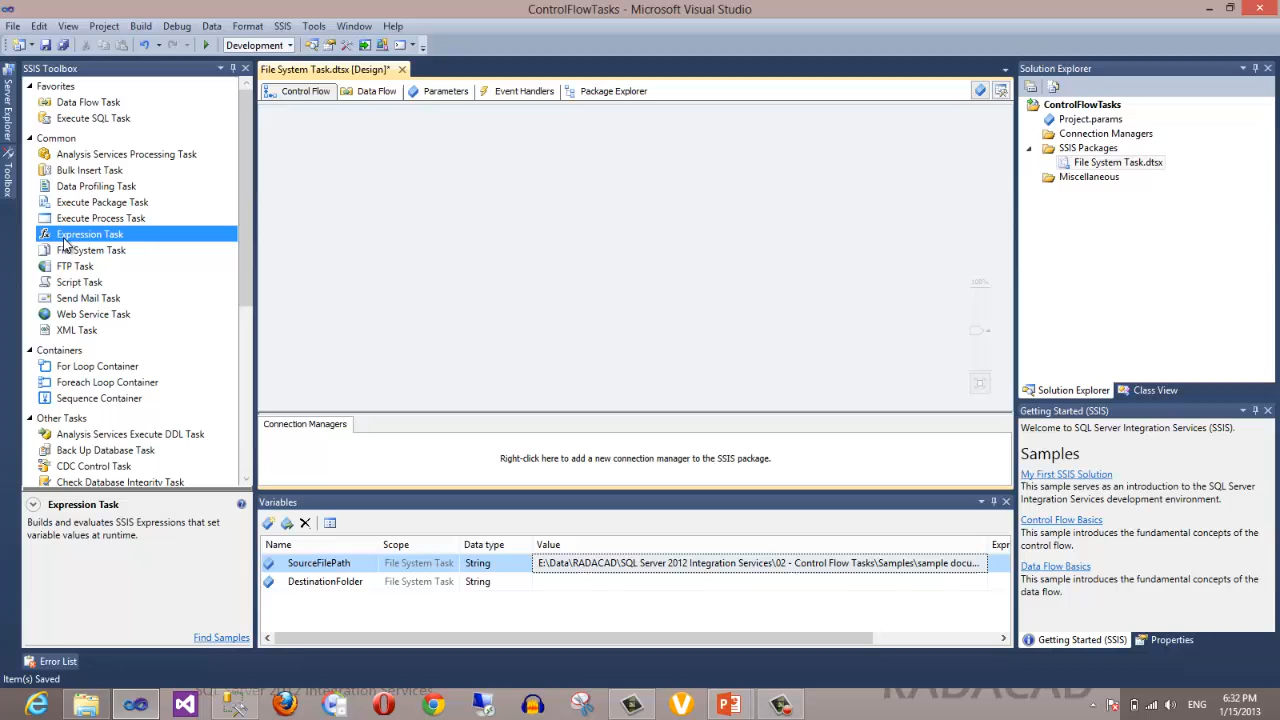 ControlFlowTasks - Microsoft Visual Studio
File Edit View Project Build Debug Data Format SSIS Tools Window Help
Development
Server Explorer
Toolbox
SSIS Toolbox
Favorites
Data Flow Task
Execute SQL Task
Common
Analysis Services Processing Task
Bulk Insert Task
Data Profiling Task
Execute Package Task
Execute Process Task
Expression Task
File System Task
FTP Task
Script Task
Send Mail Task
Web Service Task
XML Task
Containers
For Loop Container
Foreach Loop Container
Sequence Container
Other Tasks
Analysis Services Execute DDL Task
Back Up Database Task
CDC Control Task
Check Database Integrity Task
Expression Task
Builds and evaluates SSIS Expressions that set
variable values at runtime.
Find Samples
File System Task.dtsx [Design]*
Control Flow Data Flow Parameters Event Handlers Package Explorer
100%
Connection Managers
Right-click here to add a new connection manager to the SSIS package.
Variables
Name Scope Data type Value Expr
SourceFilePath File System Task String E:\Data\RADACAD\SQL Server 2012 Integration Services\02 - Control Flow Tasks\Samples\sample docu...
DestinationFolder File System Task String
Solution Explorer
ControlFlowTasks
Project.params
Connection Managers
SSIS Packages
File System Task.dtsx
Miscellaneous
Solution Explorer Class View
Getting Started (SSIS)
Welcome to SQL Server Integration Services (SSIS).
Samples
My First SSIS Solution
This sample serves as an introduction to the SQL Server
Integration Services development environment.
Control Flow Basics
This sample introduces the fundamental concepts of the
control flow.
Data Flow Basics
This sample introduces the fundamental concepts of the
data flow.
Getting Started (SSIS) Properties
Error List
Item(s) Saved
SQL Server 2012 Integration Services
RADACAD
ENG
6:32 PM
1/15/2013